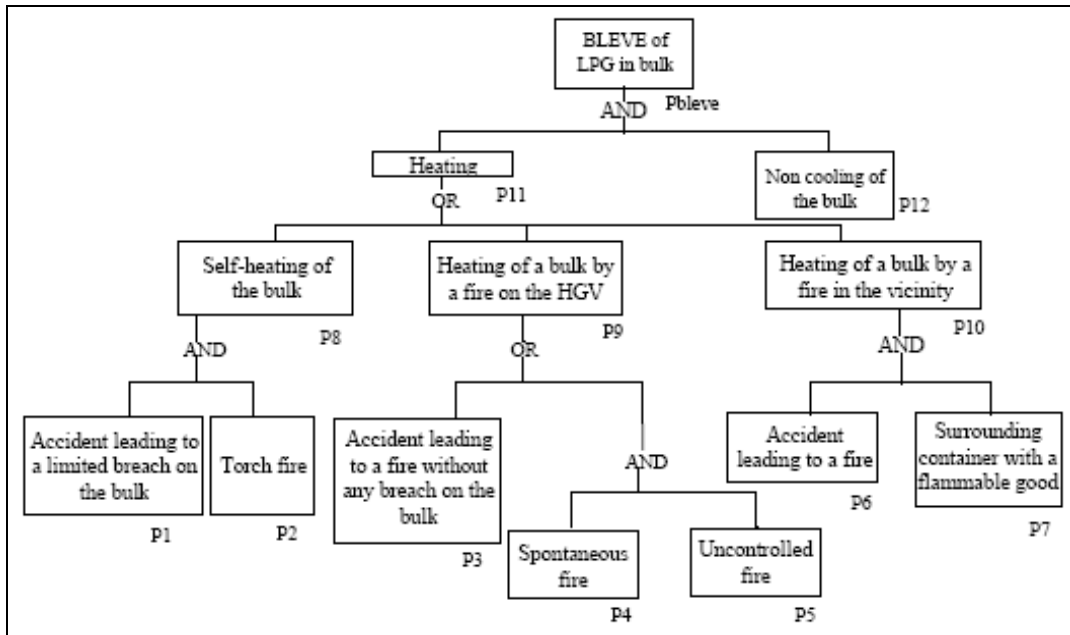 BLEVE of
LPG in bulk
Pbleve
AND
Heating
P11
OR
Non cooling of
the bulk
P12
Self-heating of
the bulk
P8
AND
Heating of a bulk by
a fire on the HGV
P9
OR
Heating of a bulk by a
fire in the vicinity
P10
AND
Accident leading to
a limited breach on
the bulk
P1
Torch fire
P2
Accident leading
to a fire without
any breach on the
bulk
P3
AND
Spontaneous
fire
P4
Uncontrolled
fire
P5
Accident
leading to a fire
P6
Surrounding
container with a
flammable good
P7